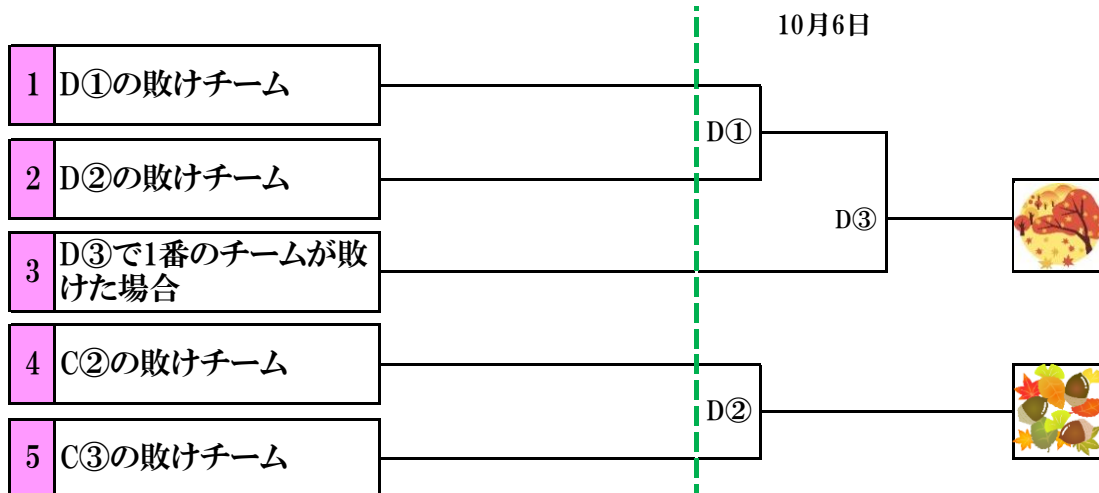 10月6日
1 D①の敗けチーム
D①
2 D②の敗けチーム
D③
3 D③で1番のチームが敗
けた場合
4 C②の敗けチーム
D②
5 C③の敗けチーム